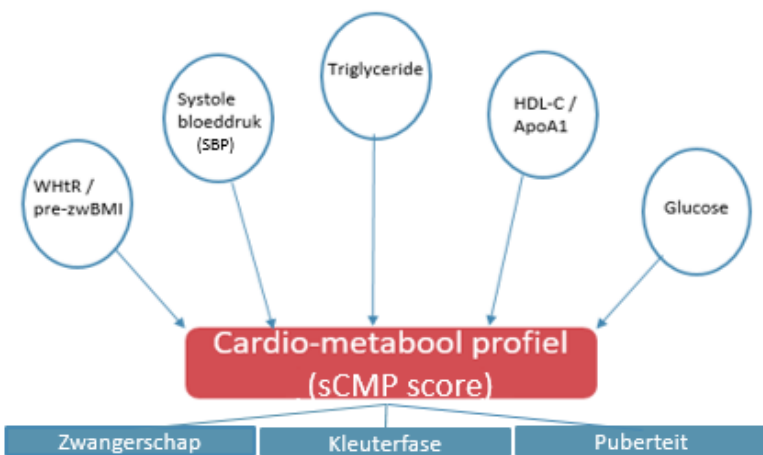 WHtR /
pre-zwBMI
Systole
bloeddruk
(SBP)
Triglyceride
HDL-C /
ApoA1
Glucose
Cardio-metabool profiel
(sCMP score)
Zwangerschap
Kleuterfase
Puberteit